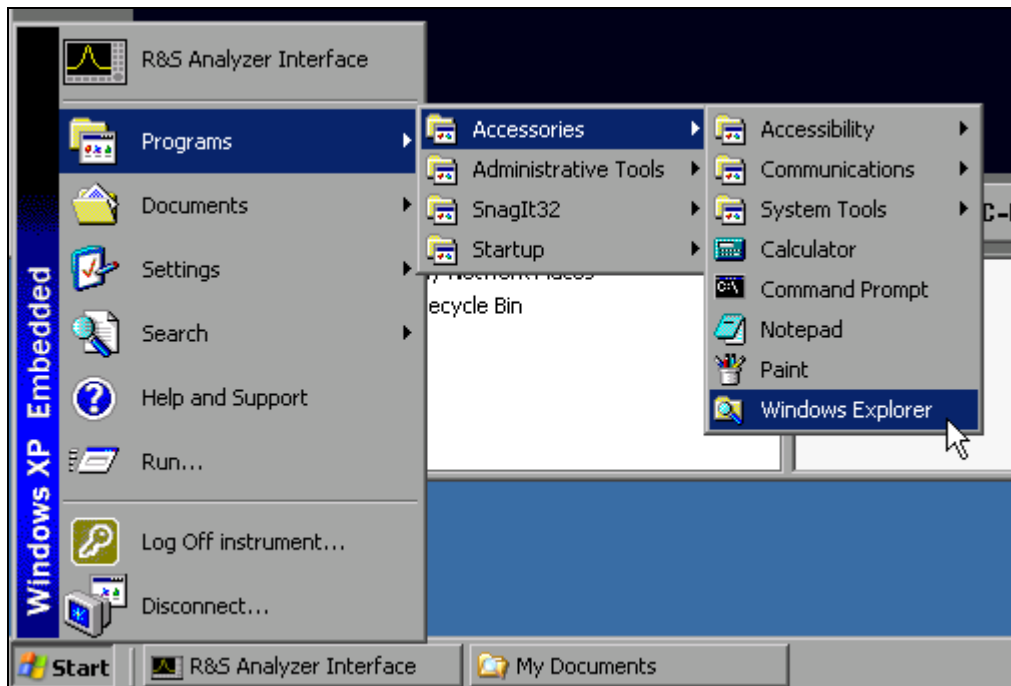 R&S Analyzer Interface
Programs
Documents
Settings
Search
Help and Support
Run...
Log Off instrument...
Disconnect...
Windows XP Embedded
Accessories
Administrative Tools
SnagIt32
Startup
Accessibility
Communications
System Tools
Calculator
Command Prompt
Notepad
Paint
Windows Explorer
Places
Bin
Start
R&S Analyzer Interface
My Documents